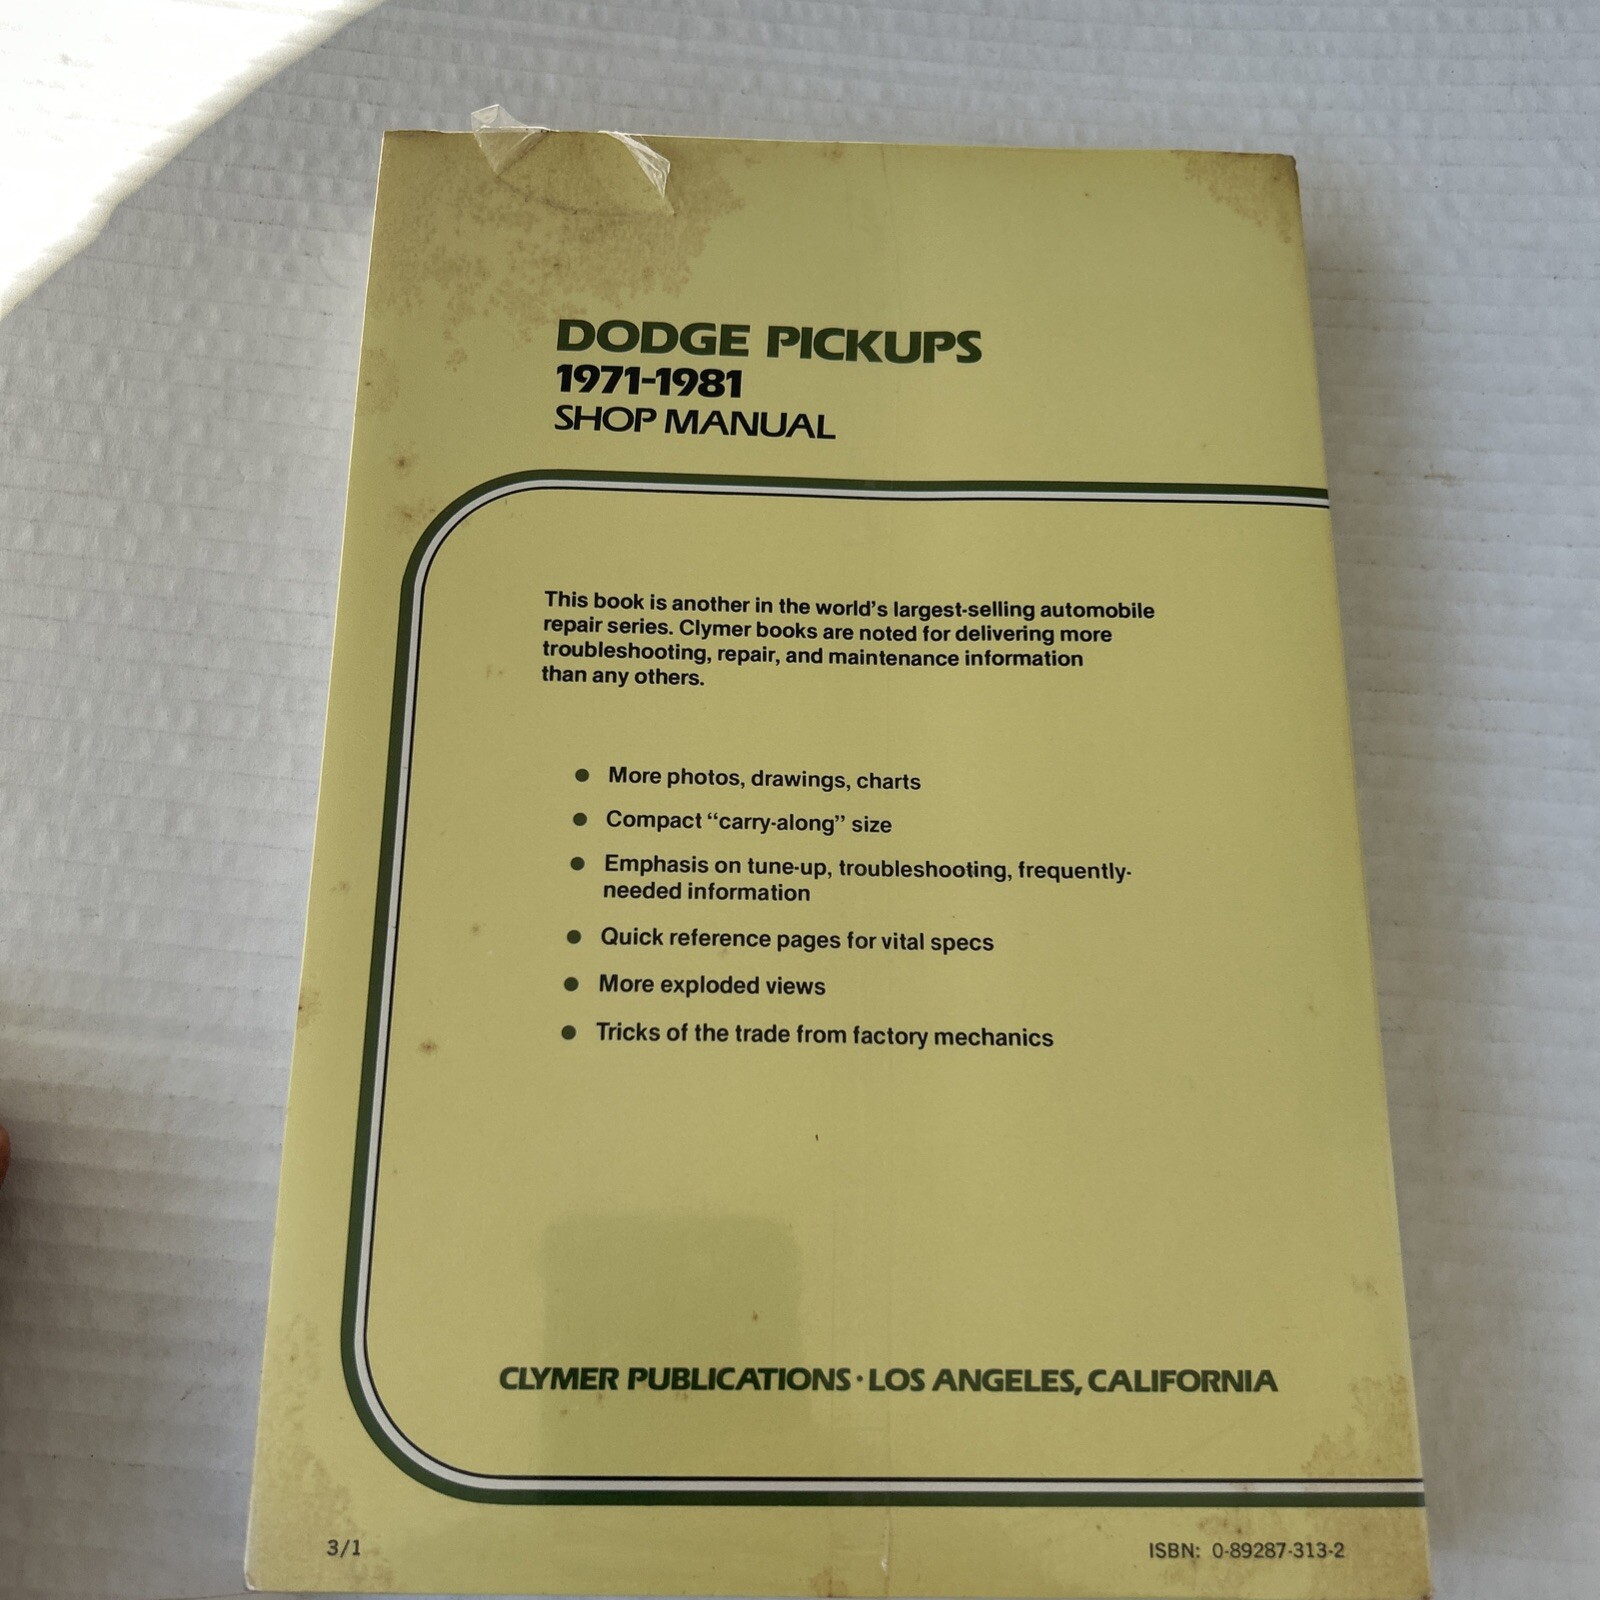 DODGE PICKUPS
1971-1981
SHOP MANUAL
This book is another in the world's largest-selling automobile
repair series. Clymer books are noted for delivering more
troubleshooting, repair, and maintenance information
than any others.
● More photos, drawings, charts
● Compact “carry-along” size
● Emphasis on tune-up, troubleshooting, frequently-
needed information
● Quick reference pages for vital specs
● More exploded views
● Tricks of the trade from factory mechanics
CLYMER PUBLICATIONS · LOS ANGELES, CALIFORNIA
3/1 ISBN: 0-89287-313-2